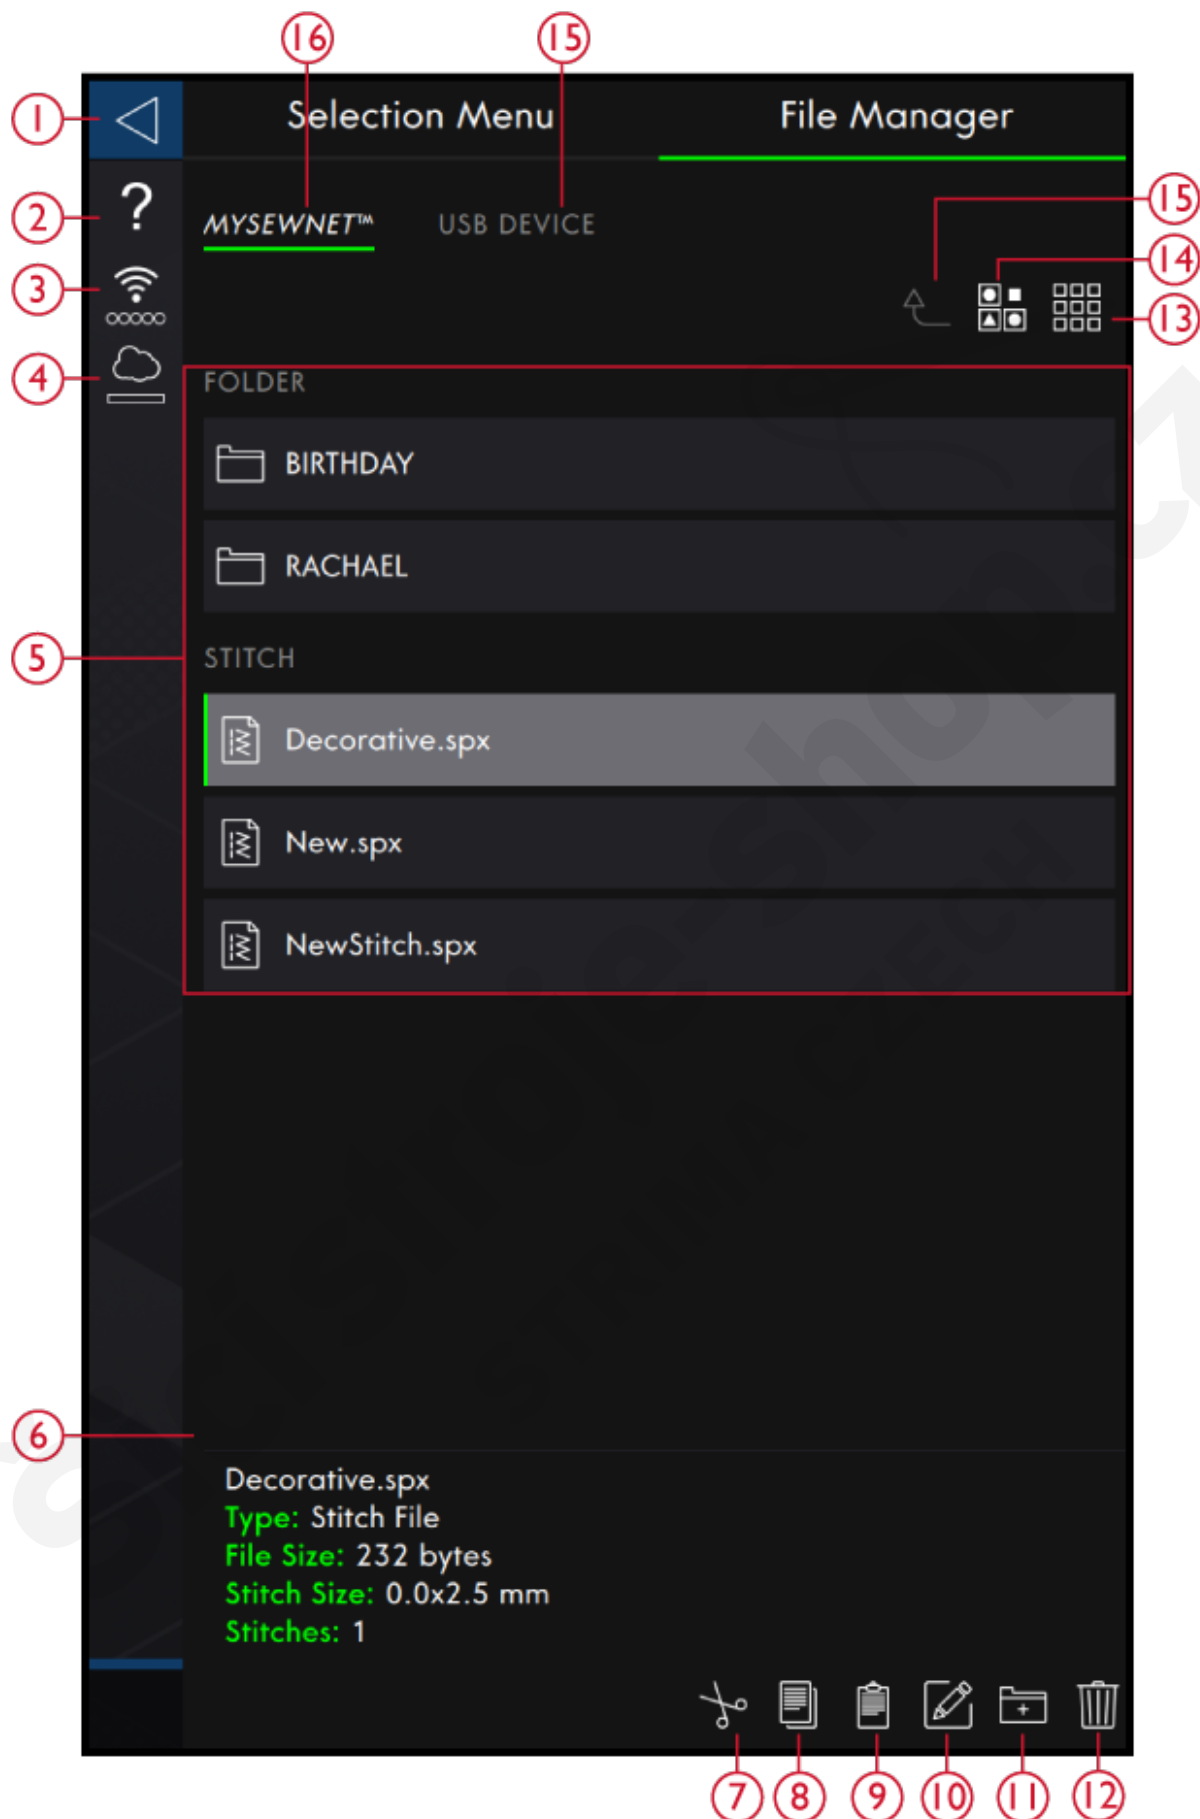 16 15
1 Selection Menu File Manager
2 ? MYSEWNET™ USB DEVICE 15
3 14
13
4 FOLDER
BIRTHDAY
RACHAEL
5 STITCH
Decorative.spx
New.spx
NewStitch.spx
6
Decorative.spx
Type: Stitch File
File Size: 232 bytes
Stitch Size: 0.0x2.5 mm
Stitches: 1
7 8 9 10 11 12